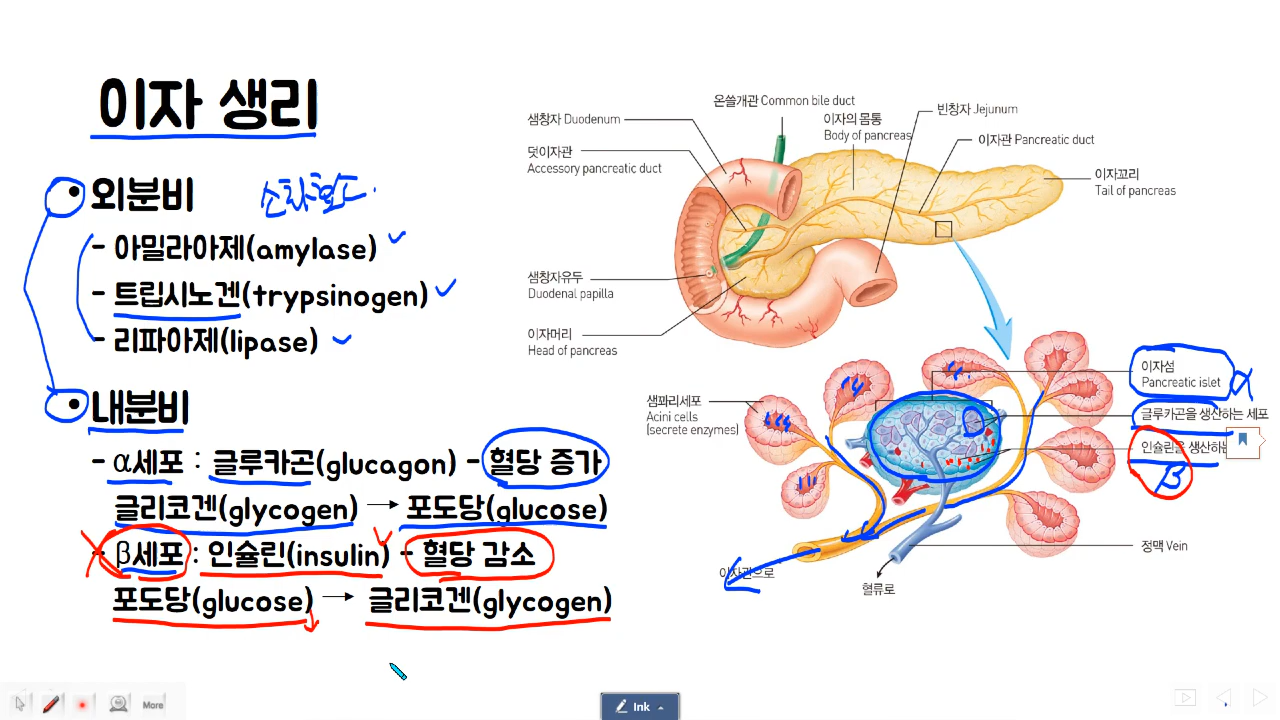 이자 생리
외분비 소화효소.
- 아밀라아제(amylase)
- 트립시노겐(trypsinogen)
- 리파아제(lipase)
내분비
- α세포 : 글루카곤(glucagon) - 혈당 증가
글리코겐(glycogen) → 포도당(glucose)
- β세포 : 인슐린(insulin) - 혈당 감소
포도당(glucose) → 글리코겐(glycogen)
온쓸개관 Common bile duct
샘창자 Duodenum
이자의 몸통
Body of pancreas
빈창자 Jejunum
이자관 Pancreatic duct
덧이자관
Accessory pancreatic duct
이자꼬리
Tail of pancreas
샘창자유두
Duodenal papilla
이자머리
Head of pancreas
이자섬
Pancreatic islet
α
샘꽈리세포
Acini cells
(secrete enzymes)
글루카곤을 생산하는 세포
인슐린을 생산하는
β
정맥 Vein
이자관으로
혈류로
More
Ink